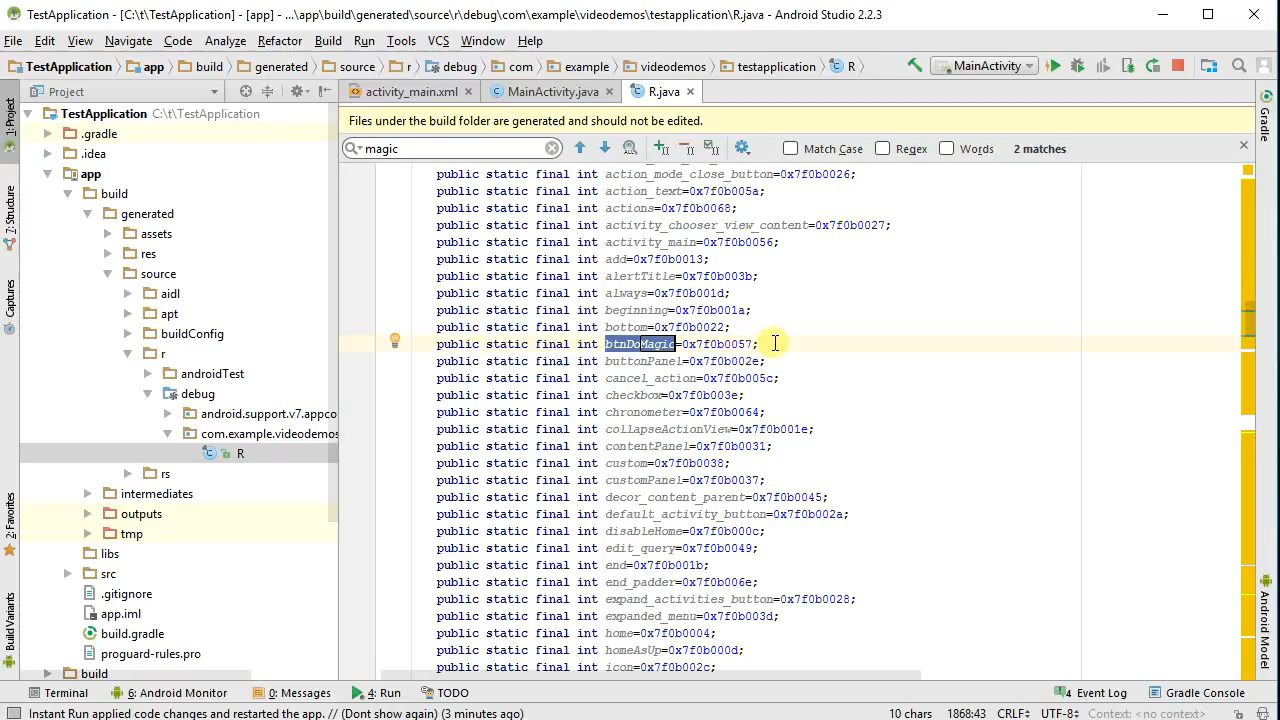 TestApplication - [C:\t\TestApplication] - [app] - ...\app\build\generated\source\r\debug\com\example\videodemos\testapplication\R.java - Android Studio 2.2.3
File Edit View Navigate Code Analyze Refactor Build Run Tools VCS Window Help
TestApplication app build generated source r debug com example videodemos testapplication R MainActivity
Project activity_main.xml MainActivity.java R.java
1: Project
7: Structure
Captures
2: Favorites
Build Variants
TestApplication C:\t\TestApplication
.gradle
.idea
app
build
generated
assets
res
source
aidl
apt
buildConfig
r
androidTest
debug
android.support.v7.appco
com.example.videodemos
R
rs
intermediates
outputs
tmp
libs
src
.gitignore
app.iml
build.gradle
proguard-rules.pro
build
Files under the build folder are generated and should not be edited.
magic Match Case Regex Words 2 matches
public static final int action_mode_close_button=0x7f0b0026;
public static final int action_text=0x7f0b005a;
public static final int actions=0x7f0b0068;
public static final int activity_chooser_view_content=0x7f0b0027;
public static final int activity_main=0x7f0b0056;
public static final int add=0x7f0b0013;
public static final int alertTitle=0x7f0b003b;
public static final int always=0x7f0b001d;
public static final int beginning=0x7f0b001a;
public static final int bottom=0x7f0b0022;
public static final int btnDoMagic=0x7f0b0057;
public static final int buttonPanel=0x7f0b002e;
public static final int cancel_action=0x7f0b005c;
public static final int checkbox=0x7f0b003e;
public static final int chronometer=0x7f0b0064;
public static final int collapseActionView=0x7f0b001e;
public static final int contentPanel=0x7f0b0031;
public static final int custom=0x7f0b0038;
public static final int customPanel=0x7f0b0037;
public static final int decor_content_parent=0x7f0b0045;
public static final int default_activity_button=0x7f0b002a;
public static final int disableHome=0x7f0b000c;
public static final int edit_query=0x7f0b0049;
public static final int end=0x7f0b001b;
public static final int end_padder=0x7f0b006e;
public static final int expand_activities_button=0x7f0b0028;
public static final int expanded_menu=0x7f0b003d;
public static final int home=0x7f0b0004;
public static final int homeAsUp=0x7f0b000d;
public static final int icon=0x7f0b002c;
Gradle
Android Model
Terminal 6: Android Monitor 0: Messages 4: Run TODO 4 Event Log Gradle Console
Instant Run applied code changes and restarted the app. // (Dont show again) (3 minutes ago) 10 chars 1868:43 CRLF÷ UTF-8÷ Context: <no context>